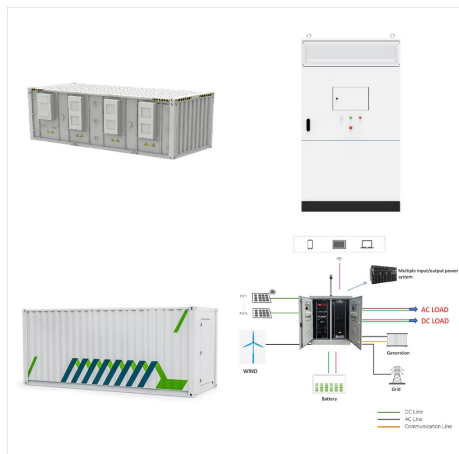 Multiple input/output power
system
PV1
PV N
AC LOAD
DC LOAD
WIND
Generation
Grid
Battery
DC Line
AC Line
Communication Line